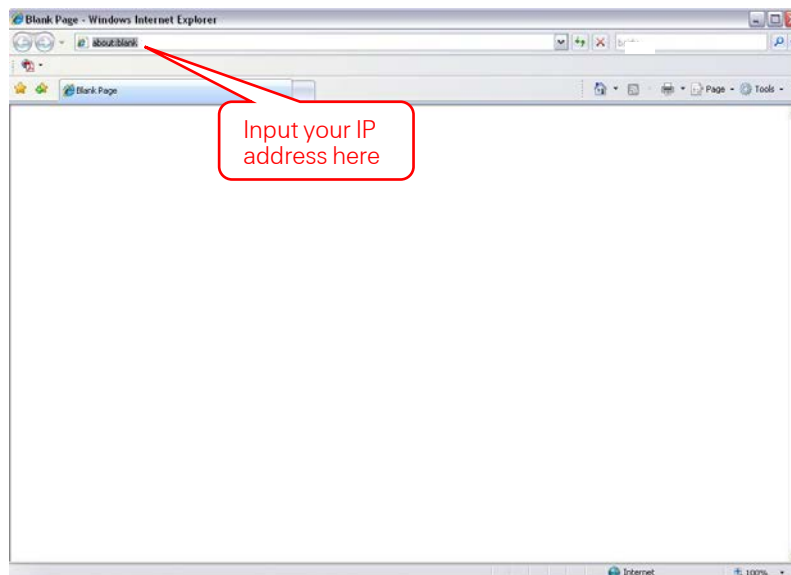 Blank Page - Windows Internet Explorer
about:blank
Blank Page
Page
Tools
Input your IP
address here
Internet
100%